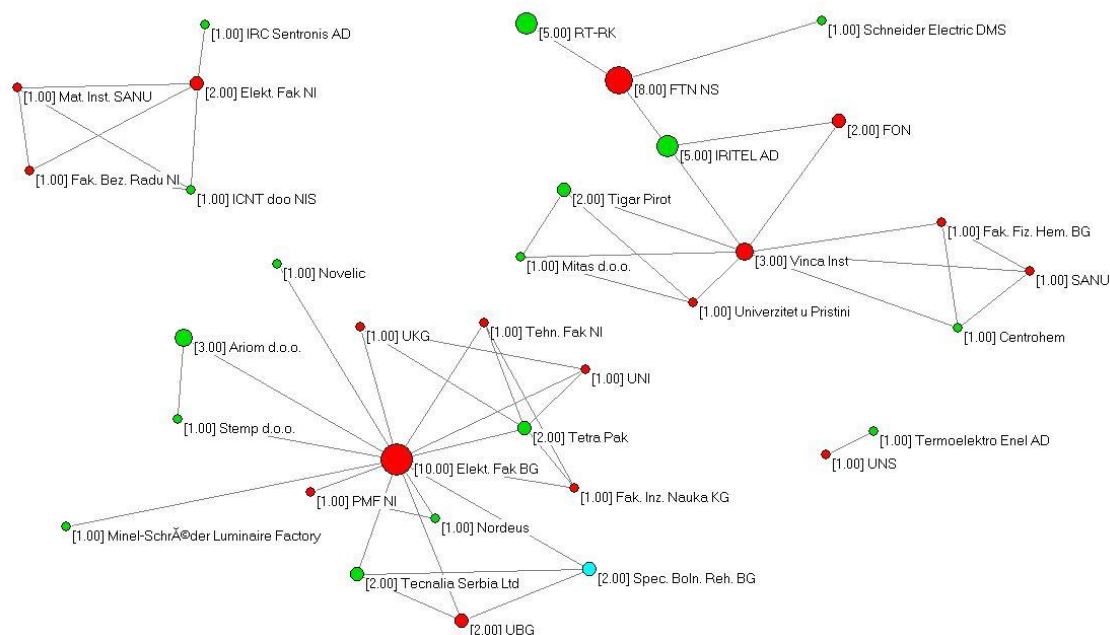 [1.00] IRC Sentronis AD
[5.00] RT-RK
[1.00] Schneider Electric DMS
[1.00] Mat. Inst. SANU
[2.00] Elekt. Fak NI
[8.00] FTN NS
[2.00] FON
[5.00] IRITEL AD
[1.00] Fak. Bez. Radu NI
[1.00] ICNT doo NIS
[2.00] Tigar Pirot
[1.00] Fak. Fiz. Hem. BG
[1.00] Mitas d.o.o.
[3.00] Vinca Inst
[1.00] SANU
[1.00] Novelic
[1.00] Univerzitet u Pristini
[1.00] UKG
[1.00] Tehn. Fak NI
[1.00] Centrohem
[3.00] Ariom d.o.o.
[1.00] UNI
[1.00] Stemp d.o.o.
[2.00] Tetra Pak
[1.00] Termoelektro Enel AD
[10.00] Elekt. Fak BG
[1.00] UNS
[1.00] PMF NI
[1.00] Fak. Inz. Nauka KG
[1.00] Nordeus
[1.00] Minel-SchrÃ©der Luminaire Factory
[2.00] Tecnalia Serbia Ltd
[2.00] Spec. Boln. Reh. BG
[2.00] UBG